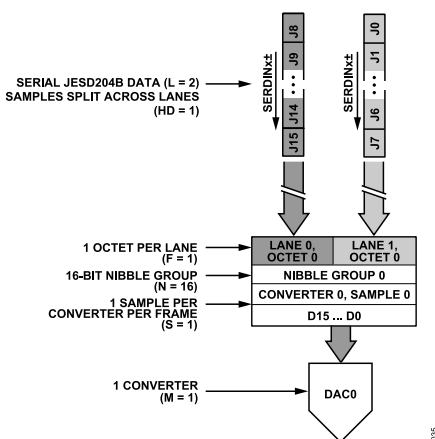 J8
J9
J14
J15
SERDINx±
J0
J1
J6
J7
SERDINx±
SERIAL JESD204B DATA (L = 2)
SAMPLES SPLIT ACROSS LANES
(HD = 1)
1 OCTET PER LANE
(F = 1)
LANE 0,
OCTET 0
LANE 1,
OCTET 0
16-BIT NIBBLE GROUP
(N = 16)
NIBBLE GROUP 0
1 SAMPLE PER
CONVERTER PER FRAME
(S = 1)
CONVERTER 0, SAMPLE 0
D15 ... D0
1 CONVERTER
(M = 1)
DAC0